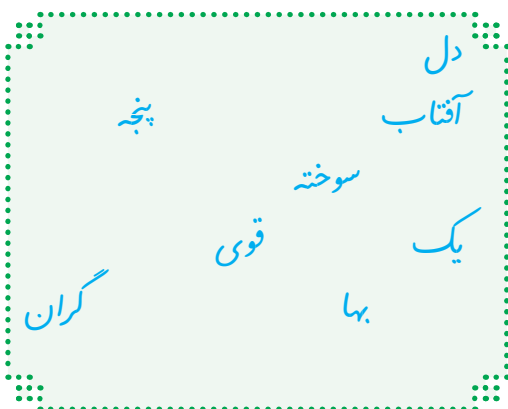 دل
آفتاب پنجه
سوخته
یک قوی
بها گران